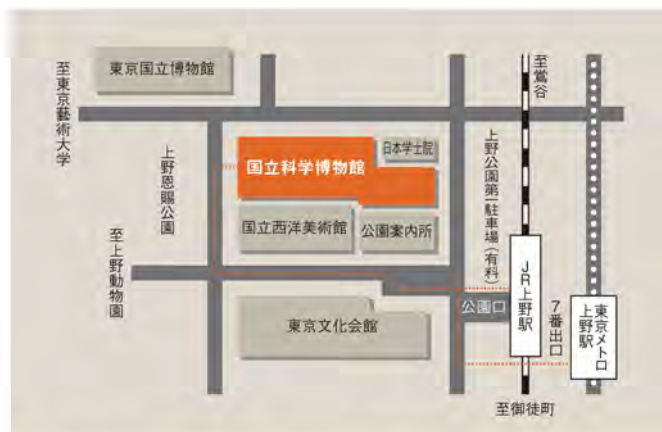 東京国立博物館
至鶯谷
至東京藝術大学
日本学士院
国立科学博物館
上野恩賜公園
上野公園第一駐車場(有料)
国立西洋美術館
公園案内所
至上野動物園
JR上野駅
公園口
7番出口
東京メトロ
上野駅
東京文化会館
至御徒町